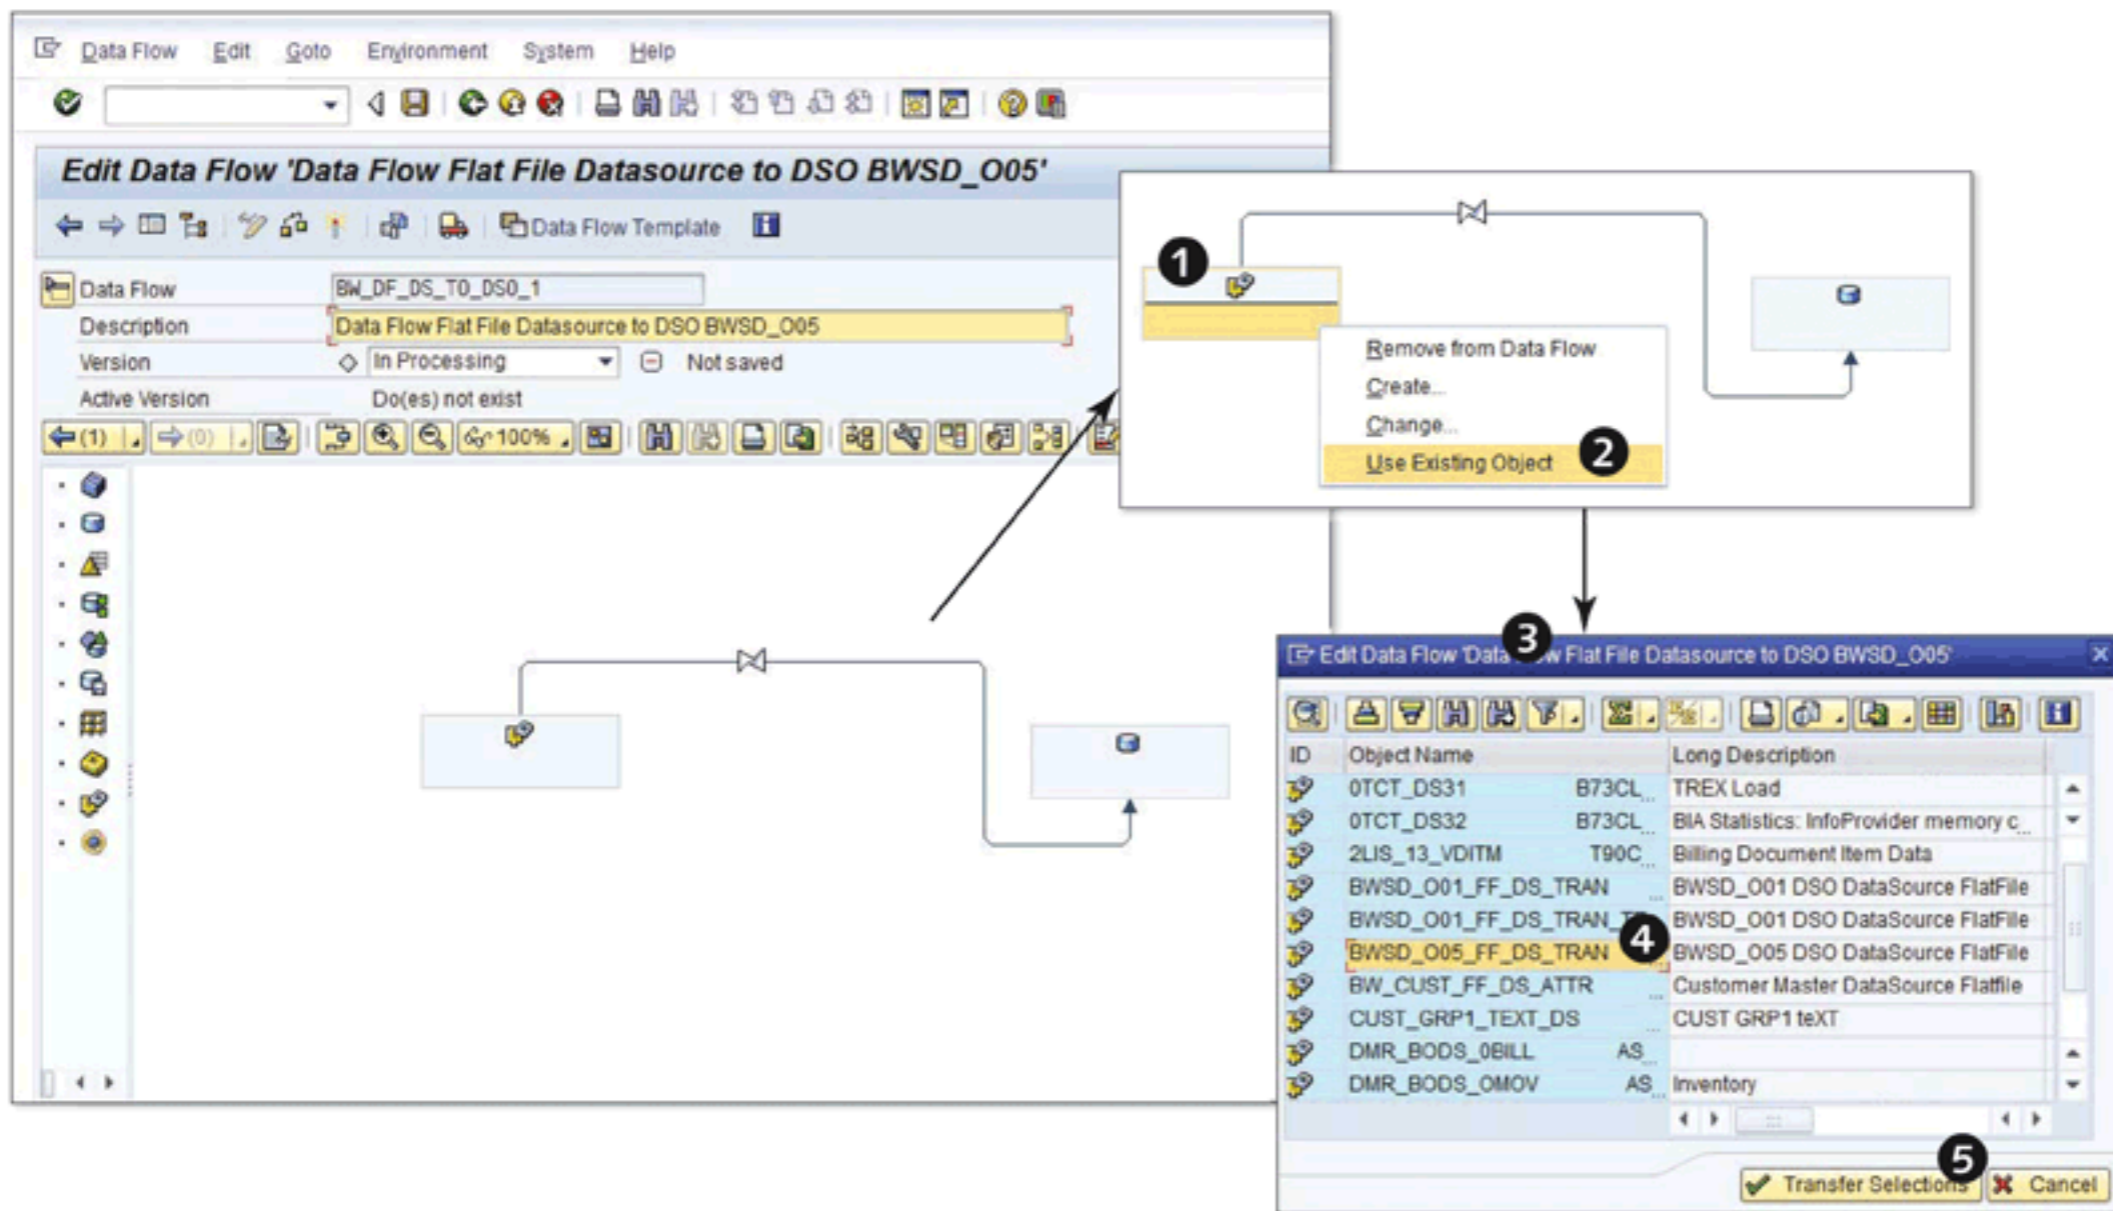 Data Flow Edit Goto Environment System Help
Edit Data Flow 'Data Flow Flat File Datasource to DSO BWSD_O05'
Data Flow Template
Data Flow BW_DF_DS_TO_DSO_1
Description Data Flow Flat File Datasource to DSO BWSD_O05
Version In Processing Not saved
Active Version Do(es) not exist
(1) (0) 100%
1
Remove from Data Flow
Create...
Change...
Use Existing Object 2
3
Edit Data Flow 'Data Flow Flat File Datasource to DSO BWSD_O05'
ID Object Name Long Description
0TCT_DS31 B73CL... TREX Load
0TCT_DS32 B73CL... BIA Statistics: InfoProvider memory c...
2LIS_13_VDITM T90C... Billing Document Item Data
BWSD_O01_FF_DS_TRAN ... BWSD_O01 DSO DataSource FlatFile
BWSD_O01_FF_DS_TRAN_ BWSD_O01 DSO DataSource FlatFile
BWSD_O05_FF_DS_TRAN 4 BWSD_O05 DSO DataSource FlatFile
BW_CUST_FF_DS_ATTR ... Customer Master DataSource Flatfile
CUST_GRP1_TEXT_DS ... CUST GRP1 teXT
DMR_BODS_0BILL AS...
DMR_BODS_OMOV AS... Inventory
5
Transfer Selections Cancel